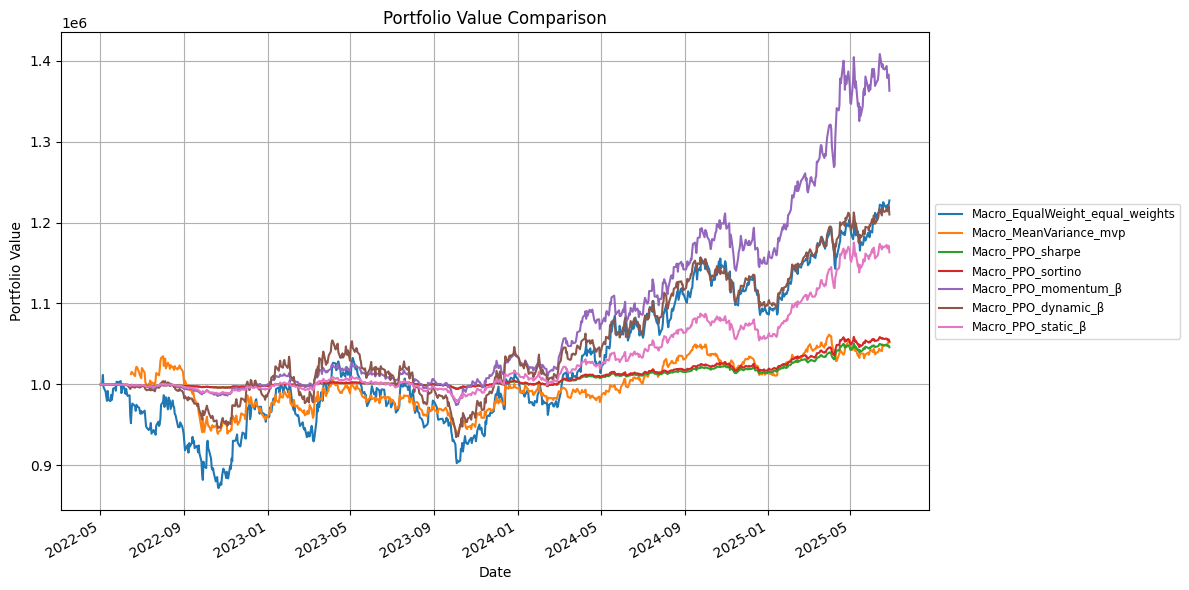 Portfolio Value Comparison
1e6
1.4
1.3
1.2
1.1
1.0
0.9
Portfolio Value
2022-05
2022-09
2023-01
2023-05
2023-09
2024-01
2024-05
2024-09
2025-01
2025-05
Date
Macro_EqualWeight_equal_weights
Macro_MeanVariance_mvp
Macro_PPO_sharpe
Macro_PPO_sortino
Macro_PPO_momentum_β
Macro_PPO_dynamic_β
Macro_PPO_static_β